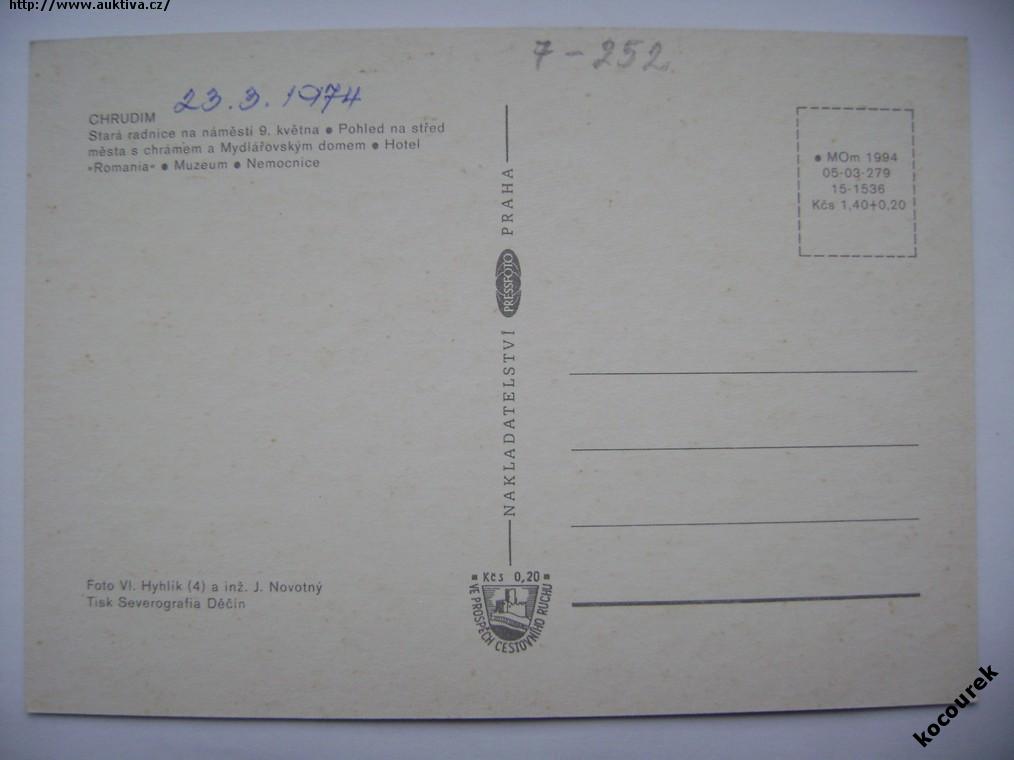 http://www.auktiva.cz/
7-252
23.3.1974
CHRUDIM
Stará radnice na náměstí 9. května ● Pohled na střed
města s chrámem a Mydlářovským domem ● Hotel
»Romania« ● Muzeum ● Nemocnice
● MOm 1994
05-03-279
15-1536
Kčs 1,40+0,20
NAKLADATELSTVÍ PRESSFOTO PRAHA
Foto Vl. Hyhlík (4) a inž. J. Novotný
Tisk Severografia Děčín
Kčs 0,20
VE PROSPĚCH CESTOVNÍHO RUCHU
kocourek